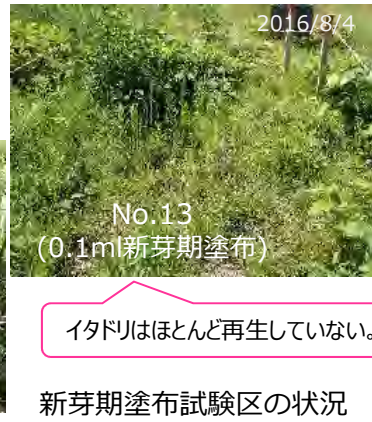 2016/8/4
No.13
(0.1ml新芽期塗布)
イタドリはほとんど再生していない。
新芽期塗布試験区の状況